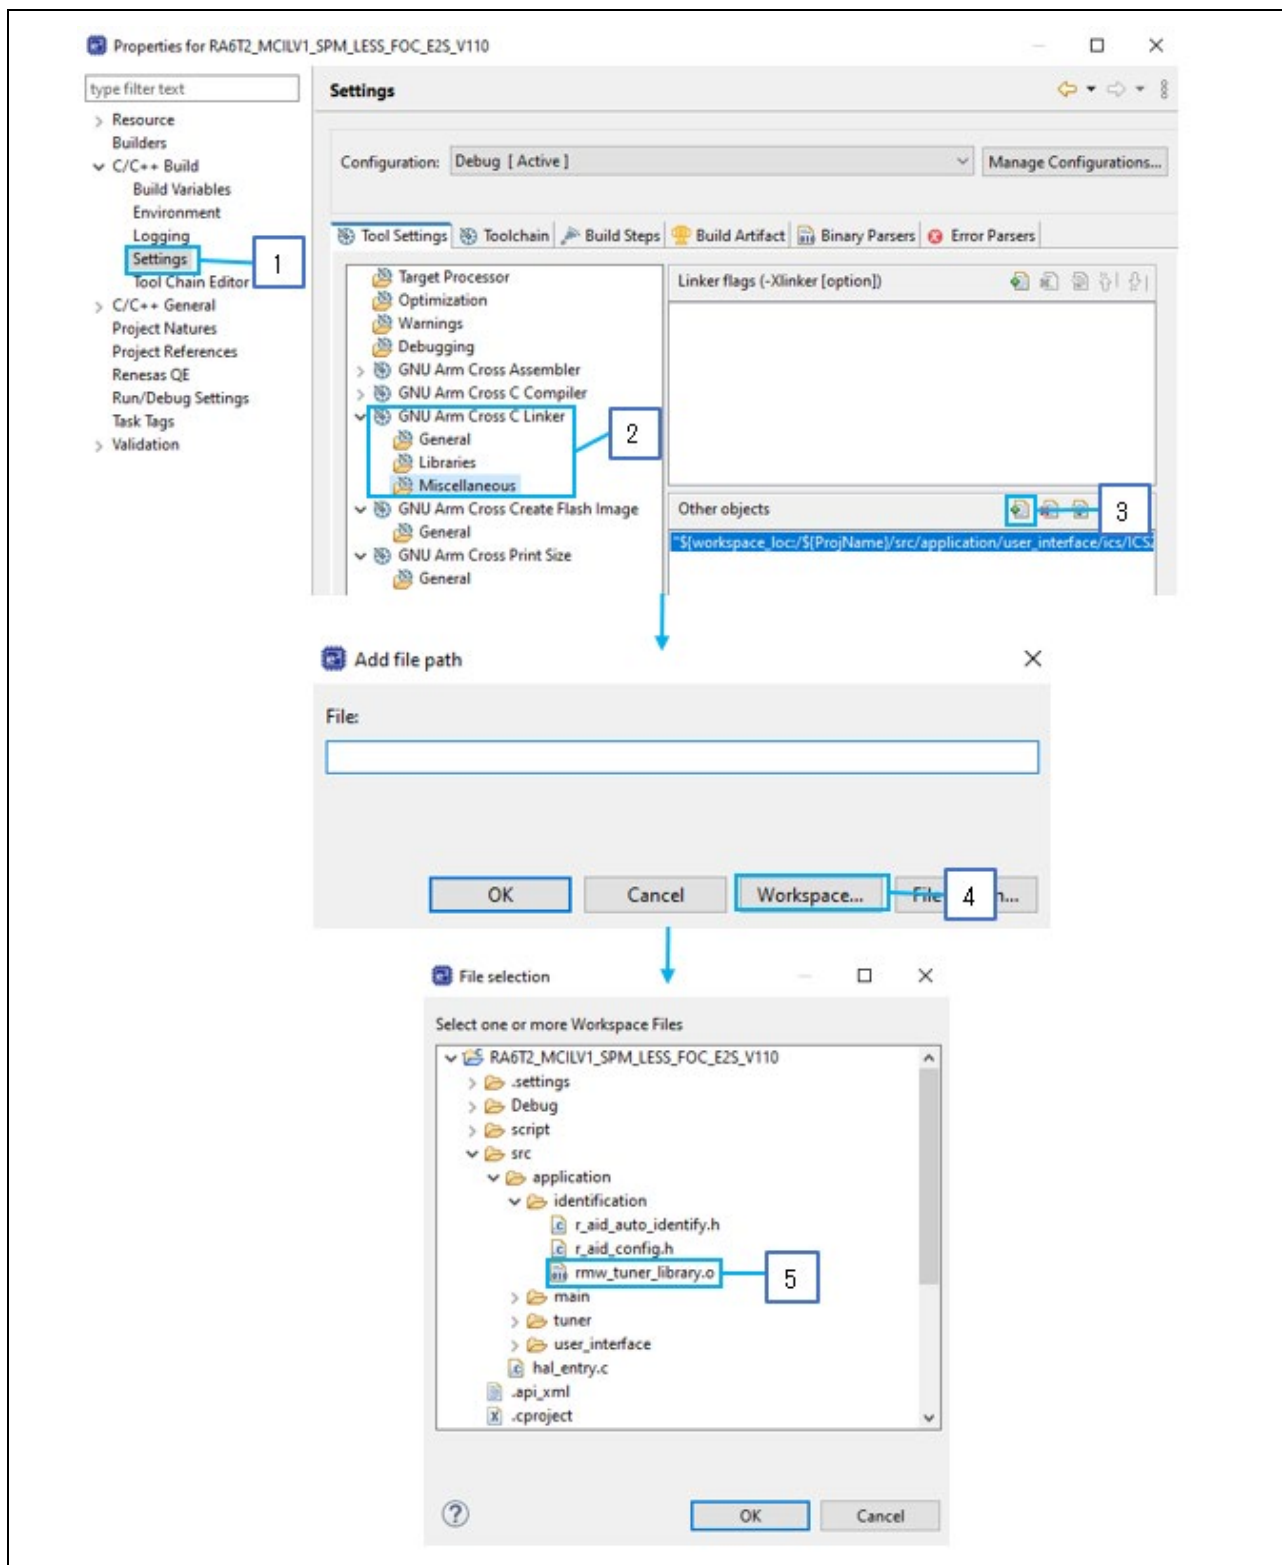 Properties for RA6T2_MCILV1_SPM_LESS_FOC_E2S_V110
type filter text
Resource
Builders
C/C++ Build
Build Variables
Environment
Logging
Settings
Tool Chain Editor
C/C++ General
Project Natures
Project References
Renesas QE
Run/Debug Settings
Task Tags
Validation
1
Settings
Configuration: Debug [ Active ] Manage Configurations...
Tool Settings Toolchain Build Steps Build Artifact Binary Parsers Error Parsers
Target Processor
Optimization
Warnings
Debugging
GNU Arm Cross Assembler
GNU Arm Cross C Compiler
GNU Arm Cross C Linker
General
Libraries
Miscellaneous
GNU Arm Cross Create Flash Image
General
GNU Arm Cross Print Size
General
2
Linker flags (-Xlinker [option])
Other objects
3
"${workspace_loc:/${ProjName}/src/application/user_interface/ics/ICS2
Add file path
File:
OK Cancel Workspace... File
4
File selection
Select one or more Workspace Files
RA6T2_MCILV1_SPM_LESS_FOC_E2S_V110
.settings
Debug
script
src
application
identification
r_aid_auto_identify.h
r_aid_config.h
rmw_tuner_library.o
5
main
tuner
user_interface
hal_entry.c
.api_xml
.cproject
OK Cancel